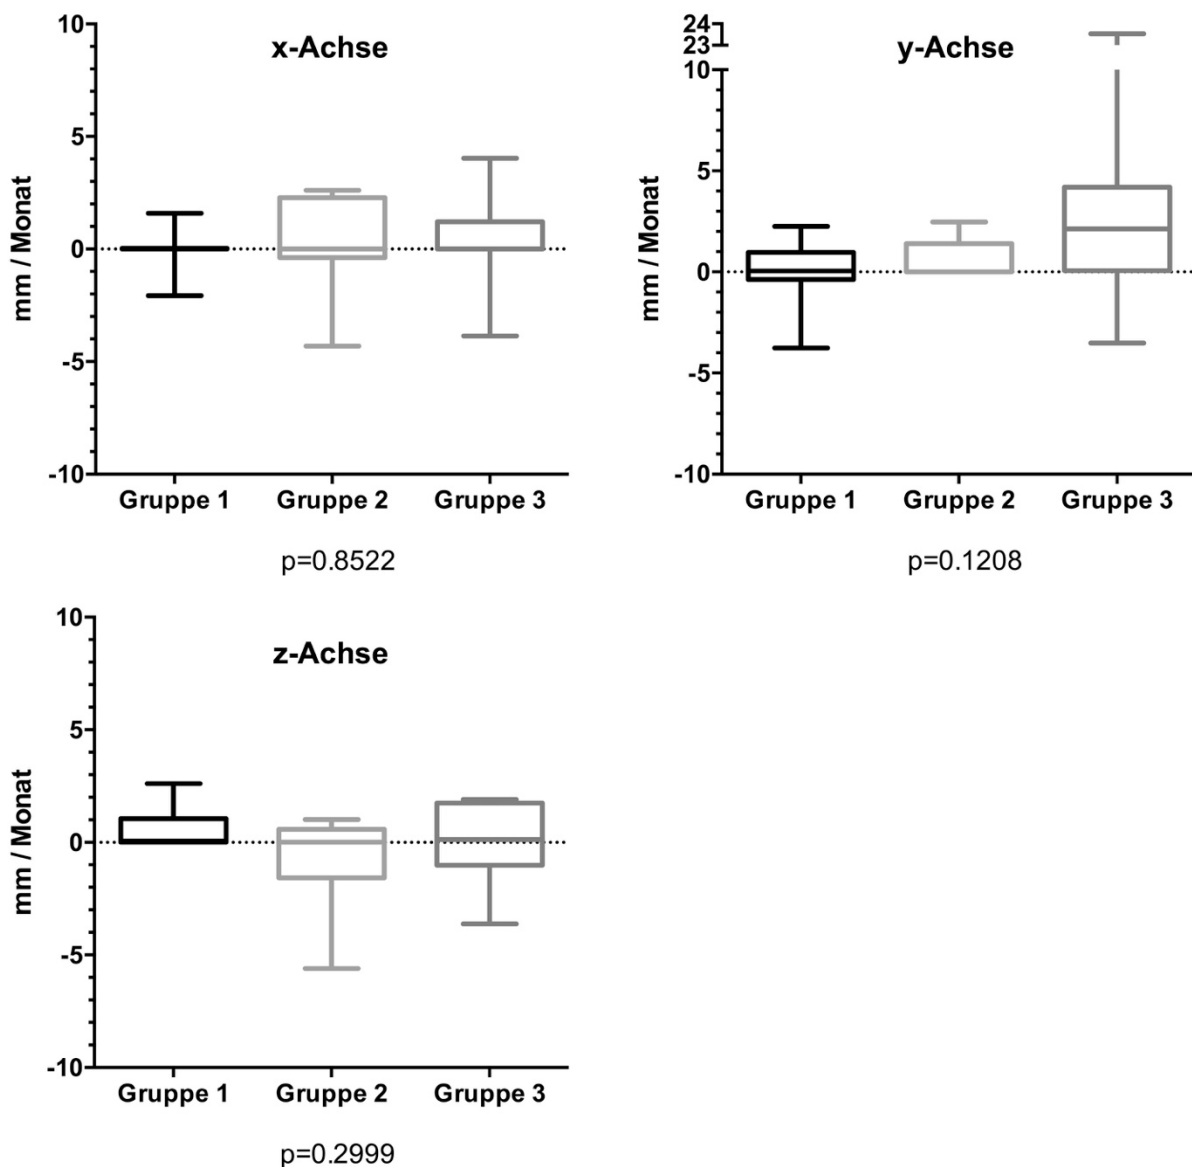 x-Achse
10
5
0
-5
-10
mm / Monat
Gruppe 1 Gruppe 2 Gruppe 3
p=0.8522
y-Achse
24
23
10
5
0
-5
-10
mm / Monat
Gruppe 1 Gruppe 2 Gruppe 3
p=0.1208
z-Achse
10
5
0
-5
-10
mm / Monat
Gruppe 1 Gruppe 2 Gruppe 3
p=0.2999